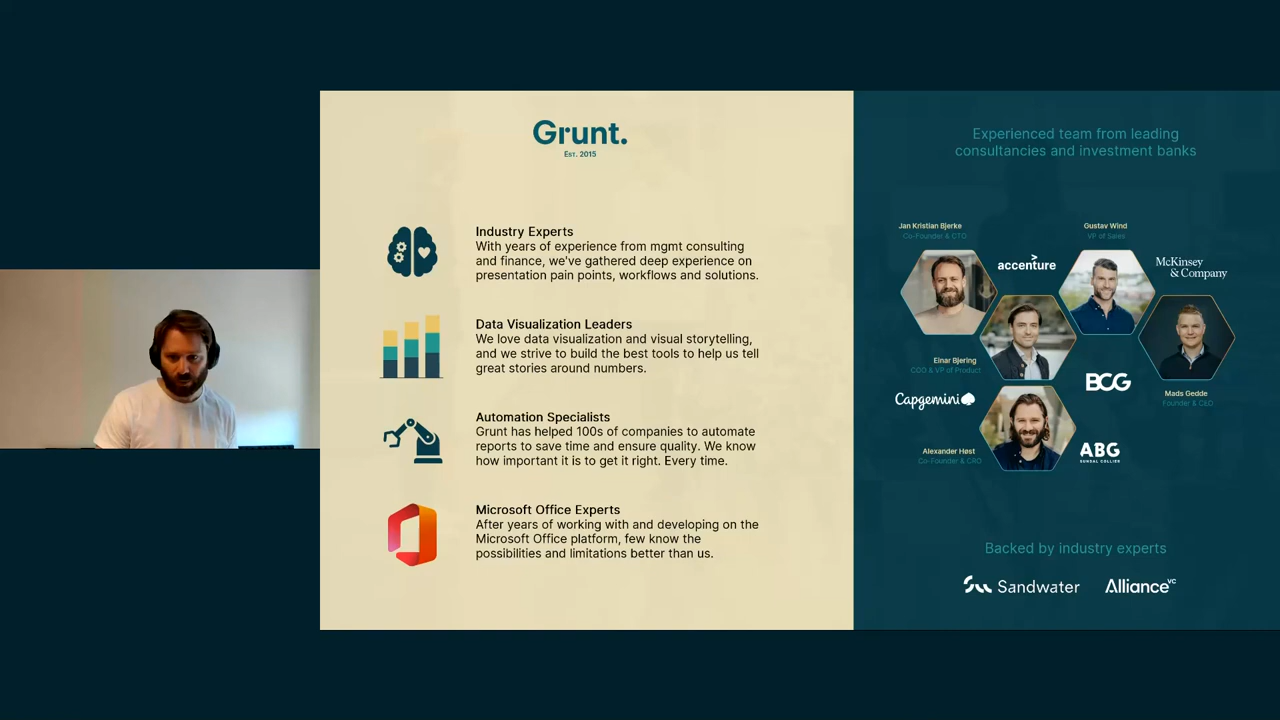 Grunt.
EST. 2015
Industry Experts
With years of experience from mgmt consulting
and finance, we've gathered deep experience on
presentation pain points, workflows and solutions.
Data Visualization Leaders
We love data visualization and visual storytelling,
and we strive to build the best tools to help us tell
great stories around numbers.
Automation Specialists
Grunt has helped 100s of companies to automate
reports to save time and ensure quality. We know
how important it is to get it right. Every time.
Microsoft Office Experts
After years of working with and developing on the
Microsoft Office platform, few know the
possibilities and limitations better than us.
Experienced team from leading
consultancies and investment banks
Jan Kristian Bjerke
Co-Founder & CTO
Gustav Wind
VP of Sales
accenture
McKinsey
& Company
Einar Bjering
COO & VP of Product
BCG
Mads Gedde
Founder & CEO
Capgemini
Alexander Høst
Co-Founder & CRO
ABG
SUNDAL COLLIER
Backed by industry experts
Sandwater
Alliance VC